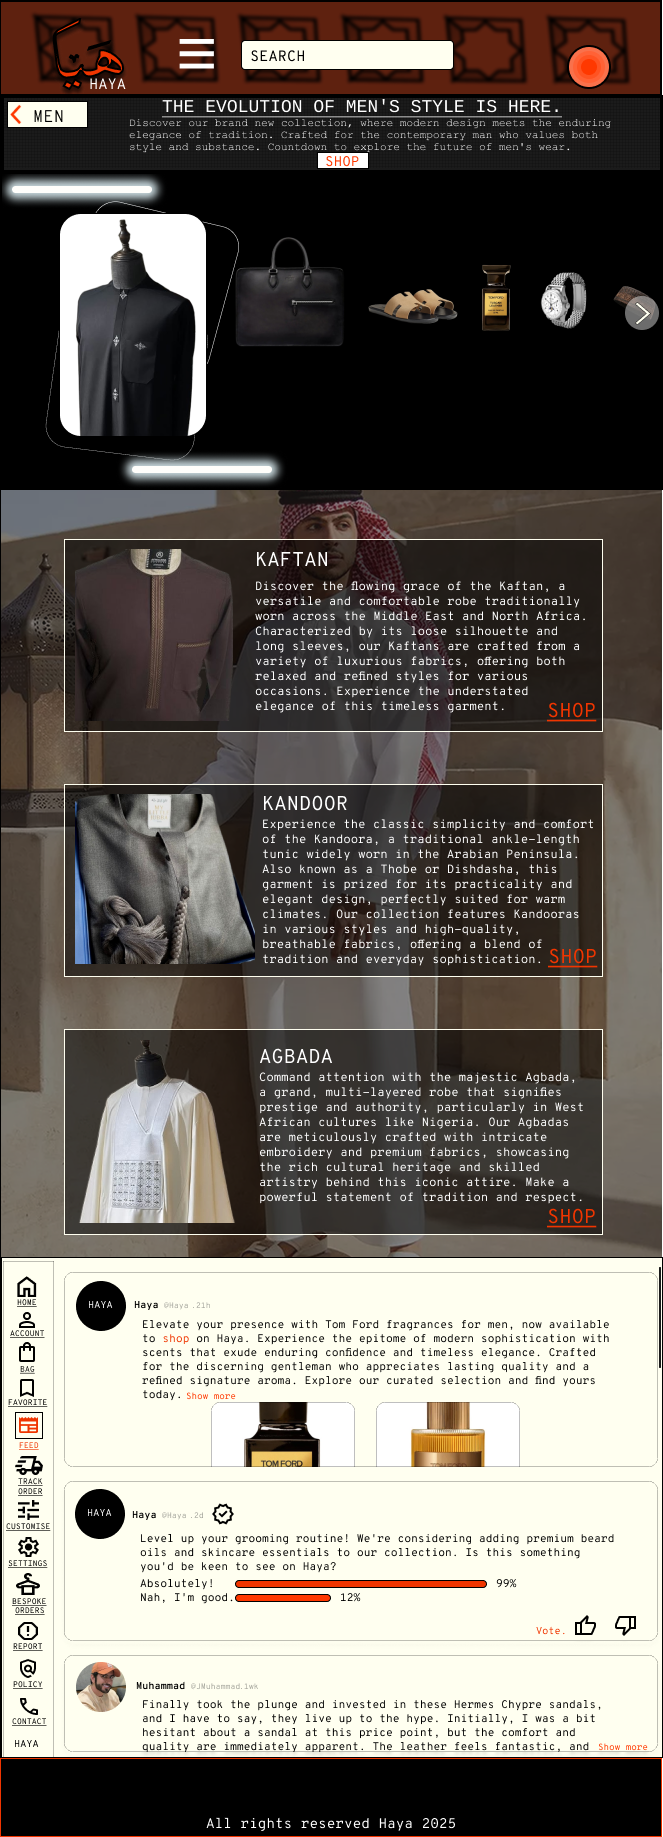 هيا
HAYA
SEARCH
MEN
THE EVOLUTION OF MEN'S STYLE IS HERE.
Discover our brand new collection, where modern design meets the enduring
elegance of tradition. Crafted for the contemporary man who values both
style and substance. Countdown to explore the future of men's wear.
SHOP
TOM FORD
KAFTAN
Discover the flowing grace of the Kaftan, a
versatile and comfortable robe traditionally
worn across the Middle East and North Africa.
Characterized by its loose silhouette and
long sleeves, our Kaftans are crafted from a
variety of luxurious fabrics, offering both
relaxed and refined styles for various
occasions. Experience the understated
elegance of this timeless garment.
SHOP
KANDOOR
Experience the classic simplicity and comfort
of the Kandoora, a traditional ankle-length
tunic widely worn in the Arabian Peninsula.
Also known as a Thobe or Dishdasha, this
garment is prized for its practicality and
elegant design, perfectly suited for warm
climates. Our collection features Kandooras
in various styles and high-quality,
breathable fabrics, offering a blend of
tradition and everyday sophistication.
SHOP
AGBADA
Command attention with the majestic Agbada,
a grand, multi-layered robe that signifies
prestige and authority, particularly in West
African cultures like Nigeria. Our Agbadas
are meticulously crafted with intricate
embroidery and premium fabrics, showcasing
the rich cultural heritage and skilled
artistry behind this iconic attire. Make a
powerful statement of tradition and respect.
SHOP
HOME
ACCOUNT
BAG
FAVORITE
FEED
TRACK
ORDER
CUSTOMISE
SETTINGS
BESPOKE
ORDERS
REPORT
POLICY
CONTACT
HAYA
HAYA
Haya @Haya.21h
Elevate your presence with Tom Ford fragrances for men, now available
to shop on Haya. Experience the epitome of modern sophistication with
scents that exude enduring confidence and timeless elegance. Crafted
for the discerning gentleman who appreciates lasting quality and a
refined signature aroma. Explore our curated selection and find yours
today. Show more
TOM FORD
HAYA
Haya @Haya.2d
Level up your grooming routine! We're considering adding premium beard
oils and skincare essentials to our collection. Is this something
you'd be keen to see on Haya?
Absolutely! 99%
Nah, I'm good. 12%
Vote.
Muhammad @JMuhammad.1wk
Finally took the plunge and invested in these Hermes Chypre sandals,
and I have to say, they live up to the hype. Initially, I was a bit
hesitant about a sandal at this price point, but the comfort and
quality are immediately apparent. The leather feels fantastic, and Show more
All rights reserved Haya 2025